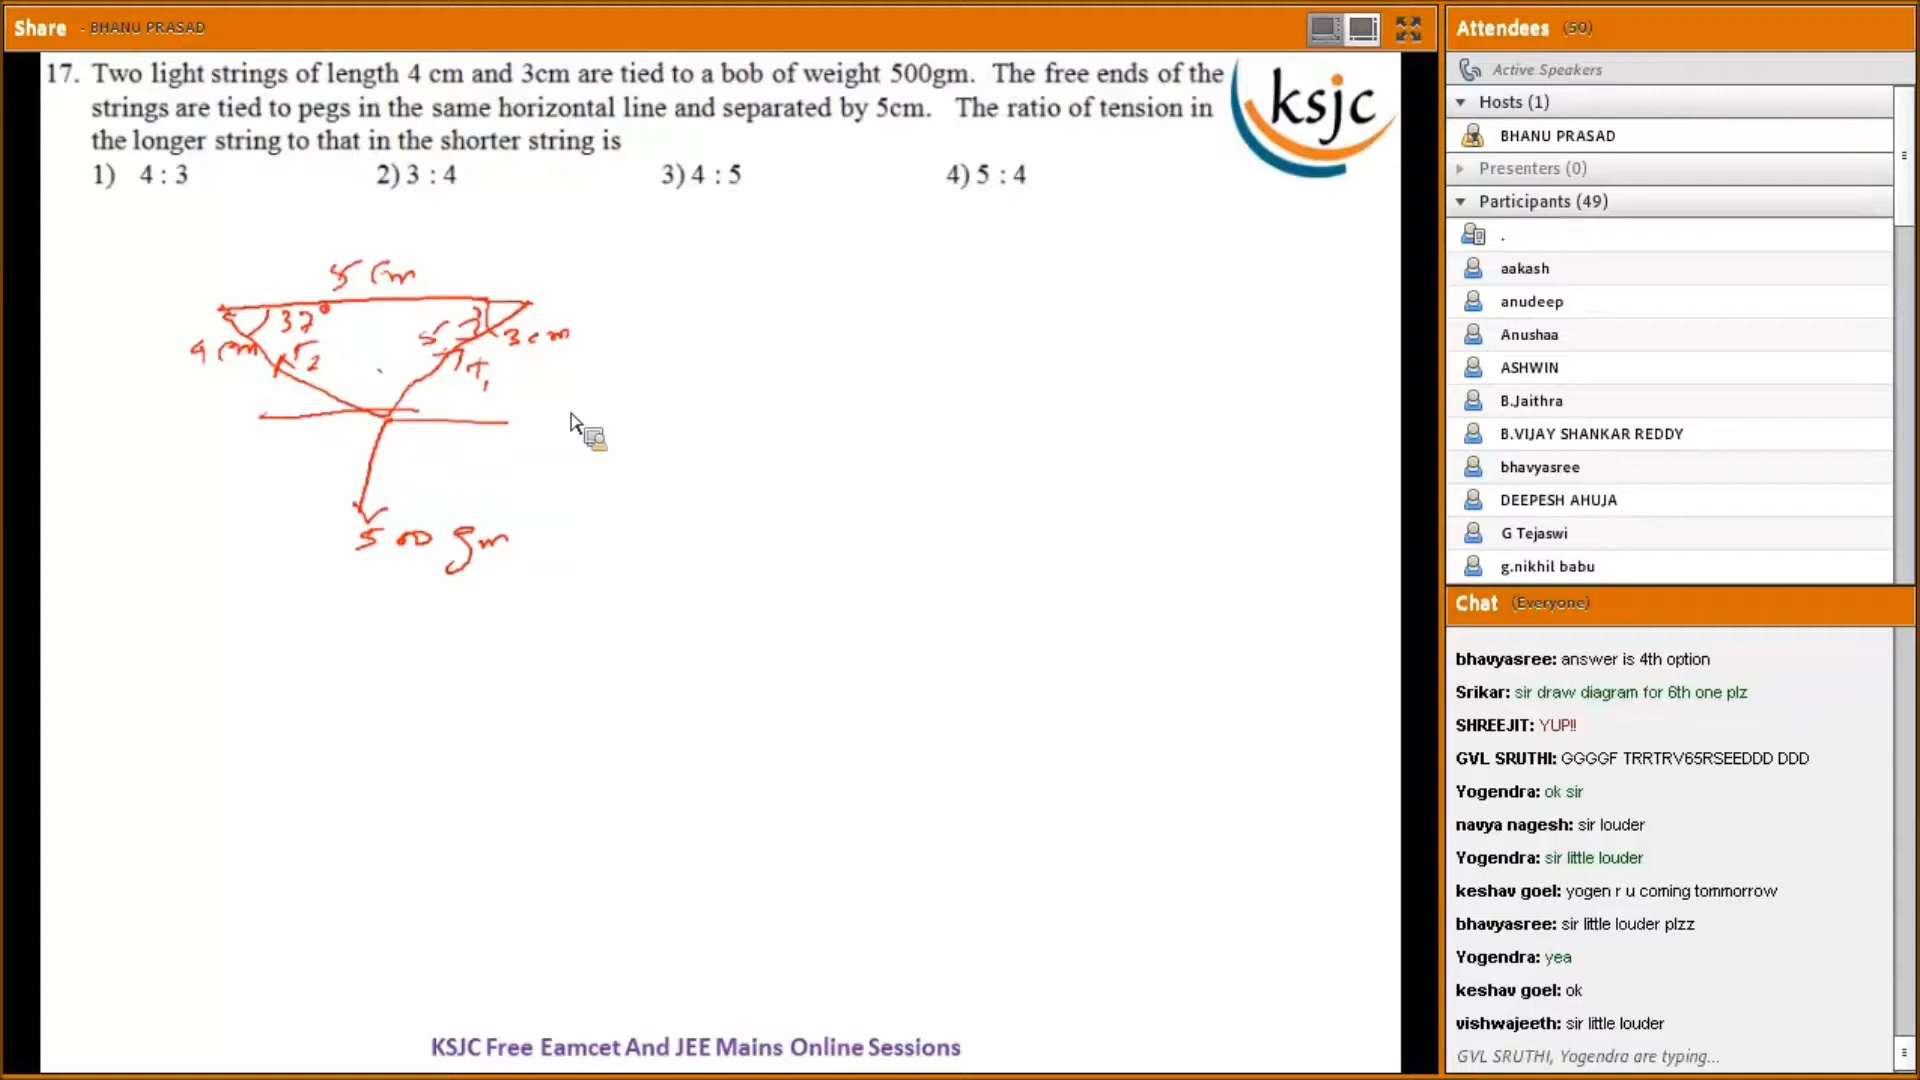 Share - BHANU PRASAD
17. Two light strings of length 4 cm and 3cm are tied to a bob of weight 500gm. The free ends of the
strings are tied to pegs in the same horizontal line and separated by 5cm. The ratio of tension in
the longer string to that in the shorter string is
1) 4 : 3 2) 3 : 4 3) 4 : 5 4) 5 : 4
ksjc
5 cm
37°
4 cm
3 cm
500 gm
KSJC Free Eamcet And JEE Mains Online Sessions
Attendees (50)
Active Speakers
Hosts (1)
BHANU PRASAD
Presenters (0)
Participants (49)
.
aakash
anudeep
Anushaa
ASHWIN
B.Jaithra
B.VIJAY SHANKAR REDDY
bhavyasree
DEEPESH AHUJA
G Tejaswi
g.nikhil babu
Chat (Everyone)
bhavyasree: answer is 4th option
Srikar: sir draw diagram for 6th one plz
SHREEJIT: YUP!!
GVL SRUTHI: GGGGF TRRTRV65RSEEDDD DDD
Yogendra: ok sir
navya nagesh: sir louder
Yogendra: sir little louder
keshav goel: yogen r u coming tommorrow
bhavyasree: sir little louder plzz
Yogendra: yea
keshav goel: ok
vishwajeeth: sir little louder
GVL SRUTHI, Yogendra are typing...